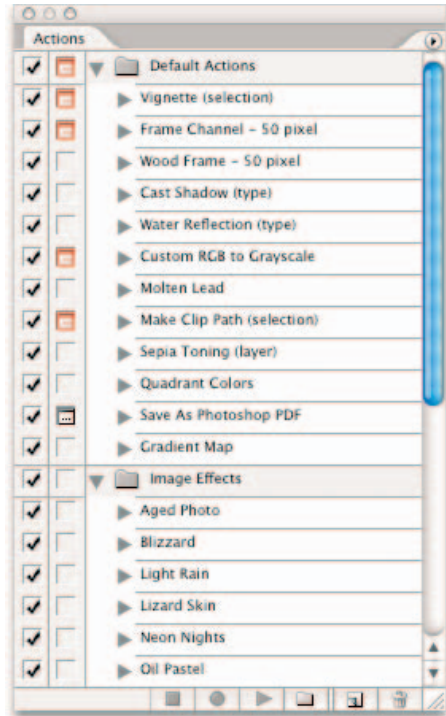 Actions
Default Actions
Vignette (selection)
Frame Channel – 50 pixel
Wood Frame – 50 pixel
Cast Shadow (type)
Water Reflection (type)
Custom RGB to Grayscale
Molten Lead
Make Clip Path (selection)
Sepia Toning (layer)
Quadrant Colors
Save As Photoshop PDF
Gradient Map
Image Effects
Aged Photo
Blizzard
Light Rain
Lizard Skin
Neon Nights
Oil Pastel